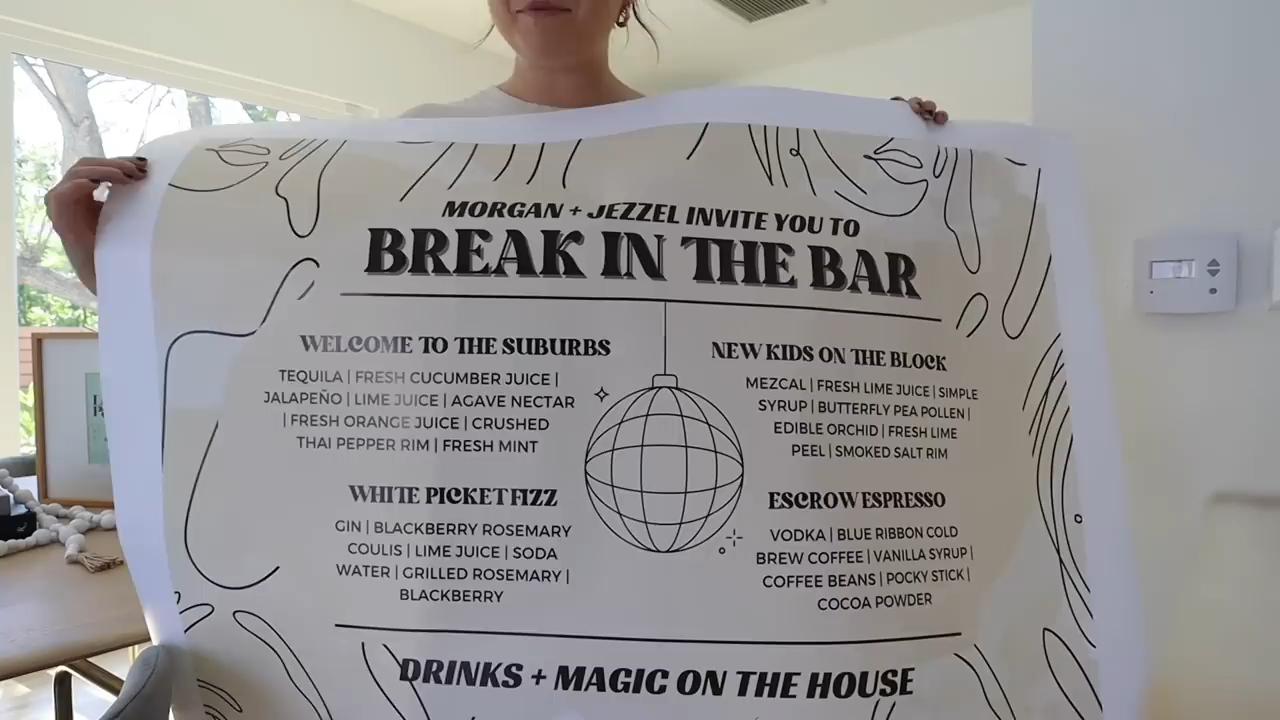 MORGAN + JEZZEL INVITE YOU TO
BREAK IN THE BAR
WELCOME TO THE SUBURBS
TEQUILA | FRESH CUCUMBER JUICE |
JALAPEÑO | LIME JUICE | AGAVE NECTAR
| FRESH ORANGE JUICE | CRUSHED
THAI PEPPER RIM | FRESH MINT
NEW KIDS ON THE BLOCK
MEZCAL | FRESH LIME JUICE | SIMPLE
SYRUP | BUTTERFLY PEA POLLEN |
EDIBLE ORCHID | FRESH LIME
PEEL | SMOKED SALT RIM
WHITE PICKET FIZZ
GIN | BLACKBERRY ROSEMARY
COULIS | LIME JUICE | SODA
WATER | GRILLED ROSEMARY |
BLACKBERRY
ESCROW ESPRESSO
VODKA | BLUE RIBBON COLD
BREW COFFEE | VANILLA SYRUP |
COFFEE BEANS | POCKY STICK |
COCOA POWDER
DRINKS + MAGIC ON THE HOUSE